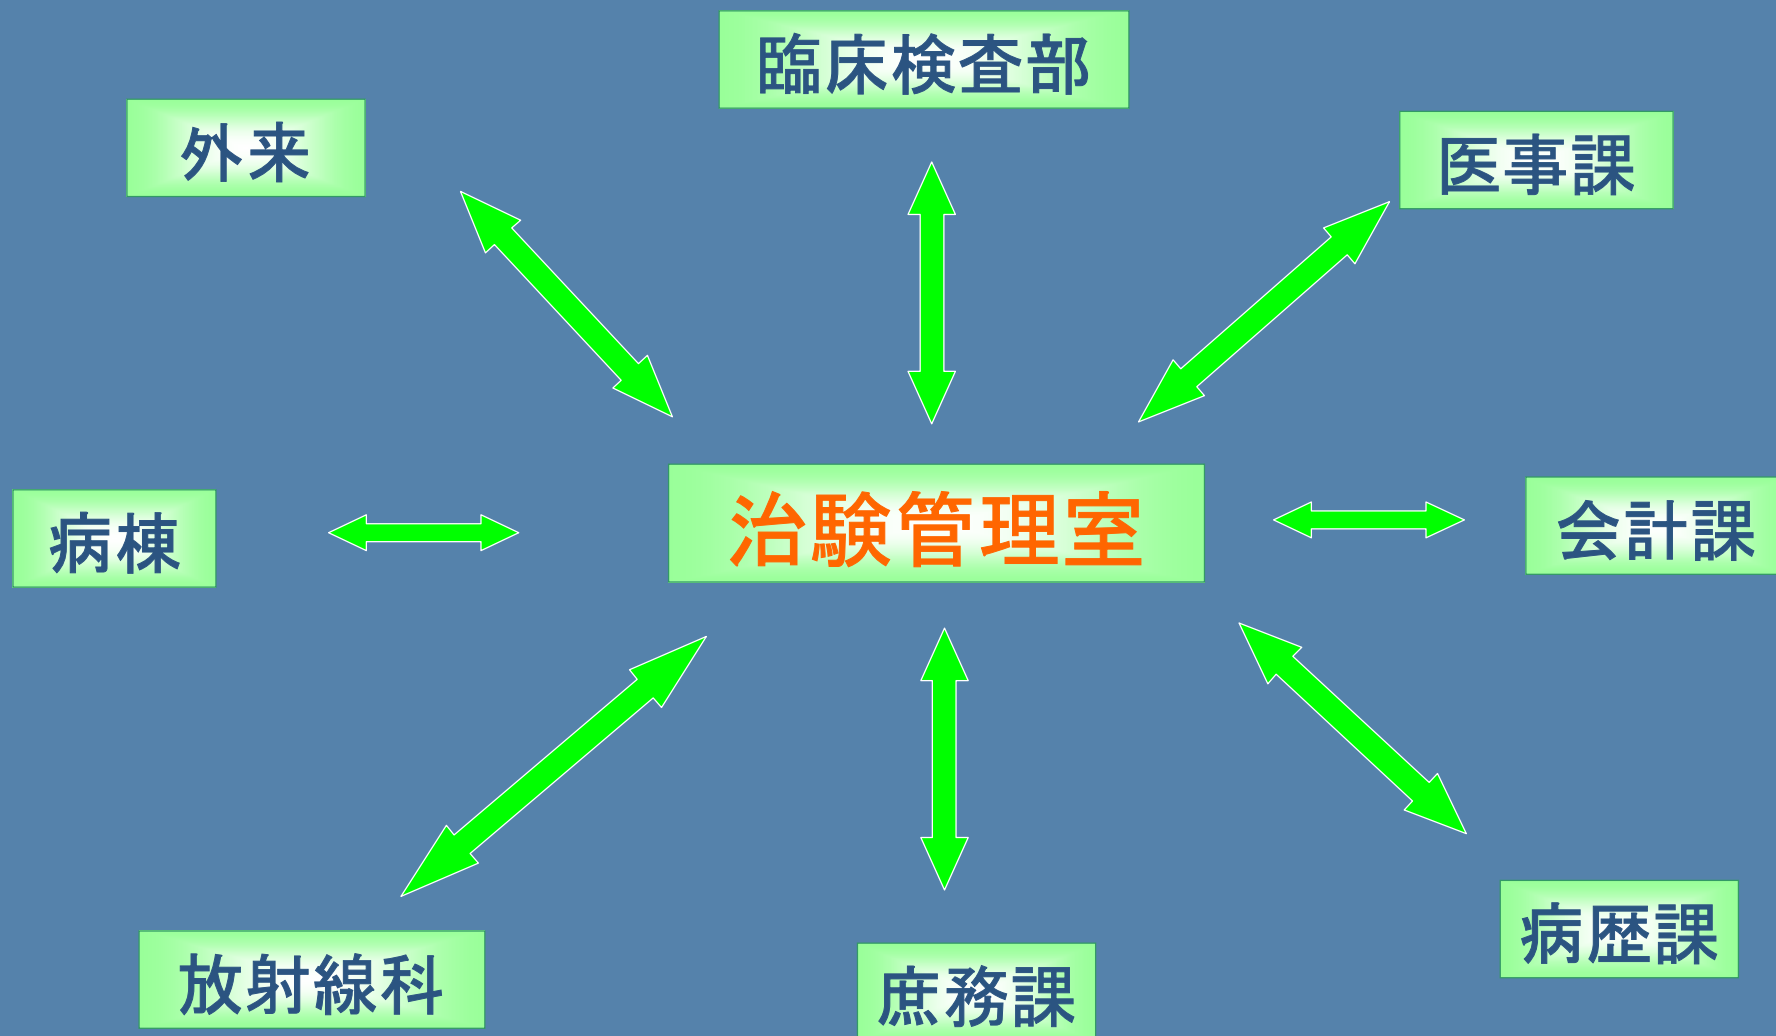 臨床検査部
外来
医事課
病棟
治験管理室
会計課
放射線科
庶務課
病歴課